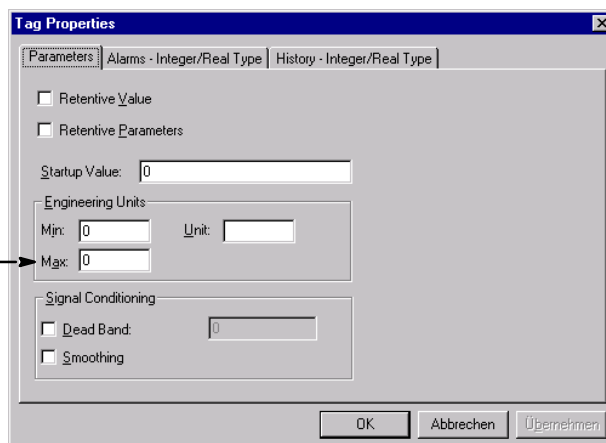 Tag Properties
Parameters Alarms - Integer/Real Type History - Integer/Real Type
Retentive Value
Retentive Parameters
Startup Value: 0
Engineering Units
Min: 0 Unit:
Max: 0
Signal Conditioning
Dead Band: 0
Smoothing
OK Abbrechen Übernehmen